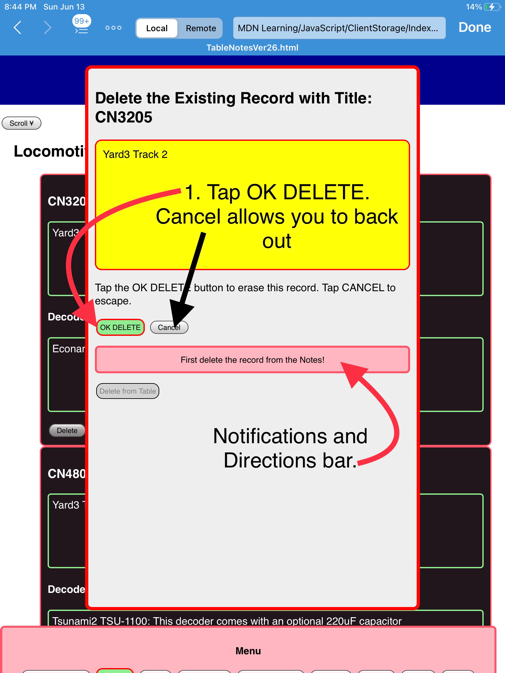 8:44 PM Sun Jun 13
14%
99+
Local Remote MDN Learning/JavaScript/ClientStorage/Index... Done
TableNotesVer26.html
Scroll ∨
Locomoti
CN320
Yard3
Decode
Econar
Delete
Delete the Existing Record with Title:
CN3205
Yard3 Track 2
1. Tap OK DELETE.
Cancel allows you to back
out
Tap the OK DELETE button to erase this record. Tap CANCEL to
escape.
OK DELETE Cancel
First delete the record from the Notes!
Delete from Table
Notifications and
Directions bar.
CN480
Yard3 T
Decode
Tsunami2 TSU-1100: This decoder comes with an optional 220uF capacitor
Menu